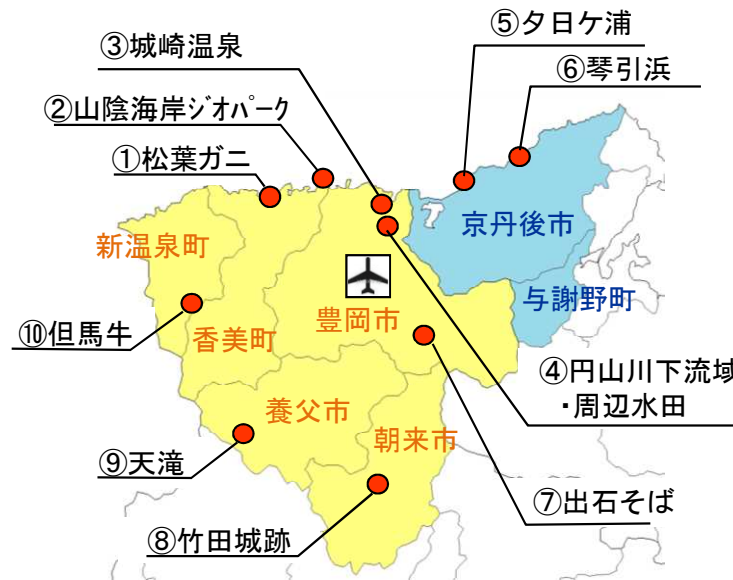 ⑤夕日ケ浦
③城崎温泉
⑥琴引浜
②山陰海岸ジオパーク
①松葉ガニ
京丹後市
新温泉町
与謝野町
豊岡市
⑩但馬牛
香美町
④円山川下流域
・周辺水田
養父市
朝来市
⑨天滝
⑦出石そば
⑧竹田城跡